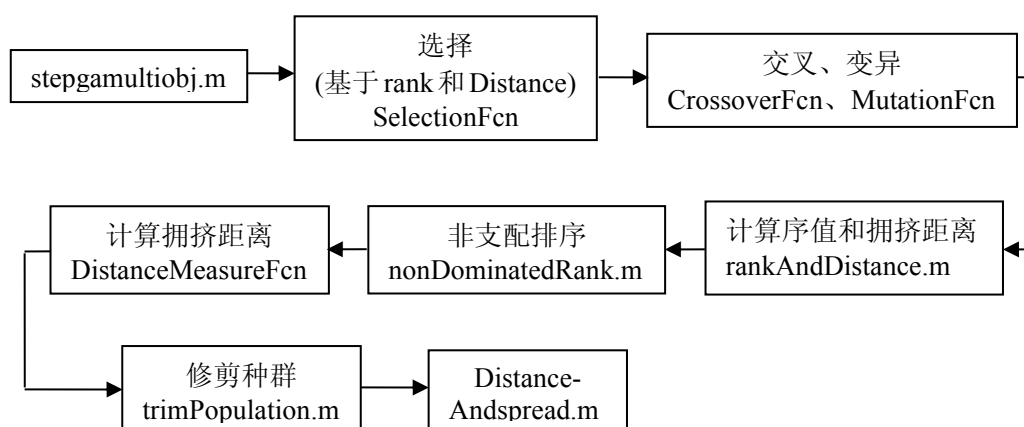 stepgamultiobj.m
选择
(基于 rank 和 Distance)
SelectionFcn
交叉、变异
CrossoverFcn、MutationFcn
计算拥挤距离
DistanceMeasureFcn
非支配排序
nonDominatedRank.m
计算序值和拥挤距离
rankAndDistance.m
修剪种群
trimPopulation.m
Distance-
Andspread.m